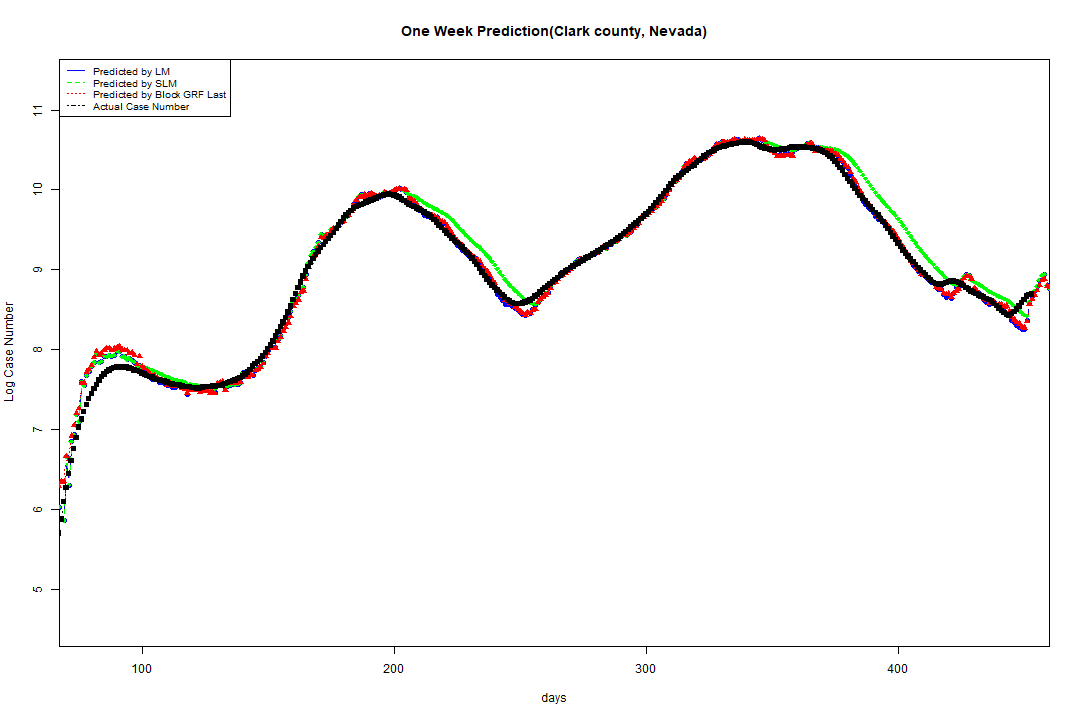 One Week Prediction(Clark county, Nevada)
Predicted by LM
Predicted by SLM
Predicted by Block GRF Last
Actual Case Number
11
10
9
8
7
6
5
Log Case Number
100 200 300 400
days